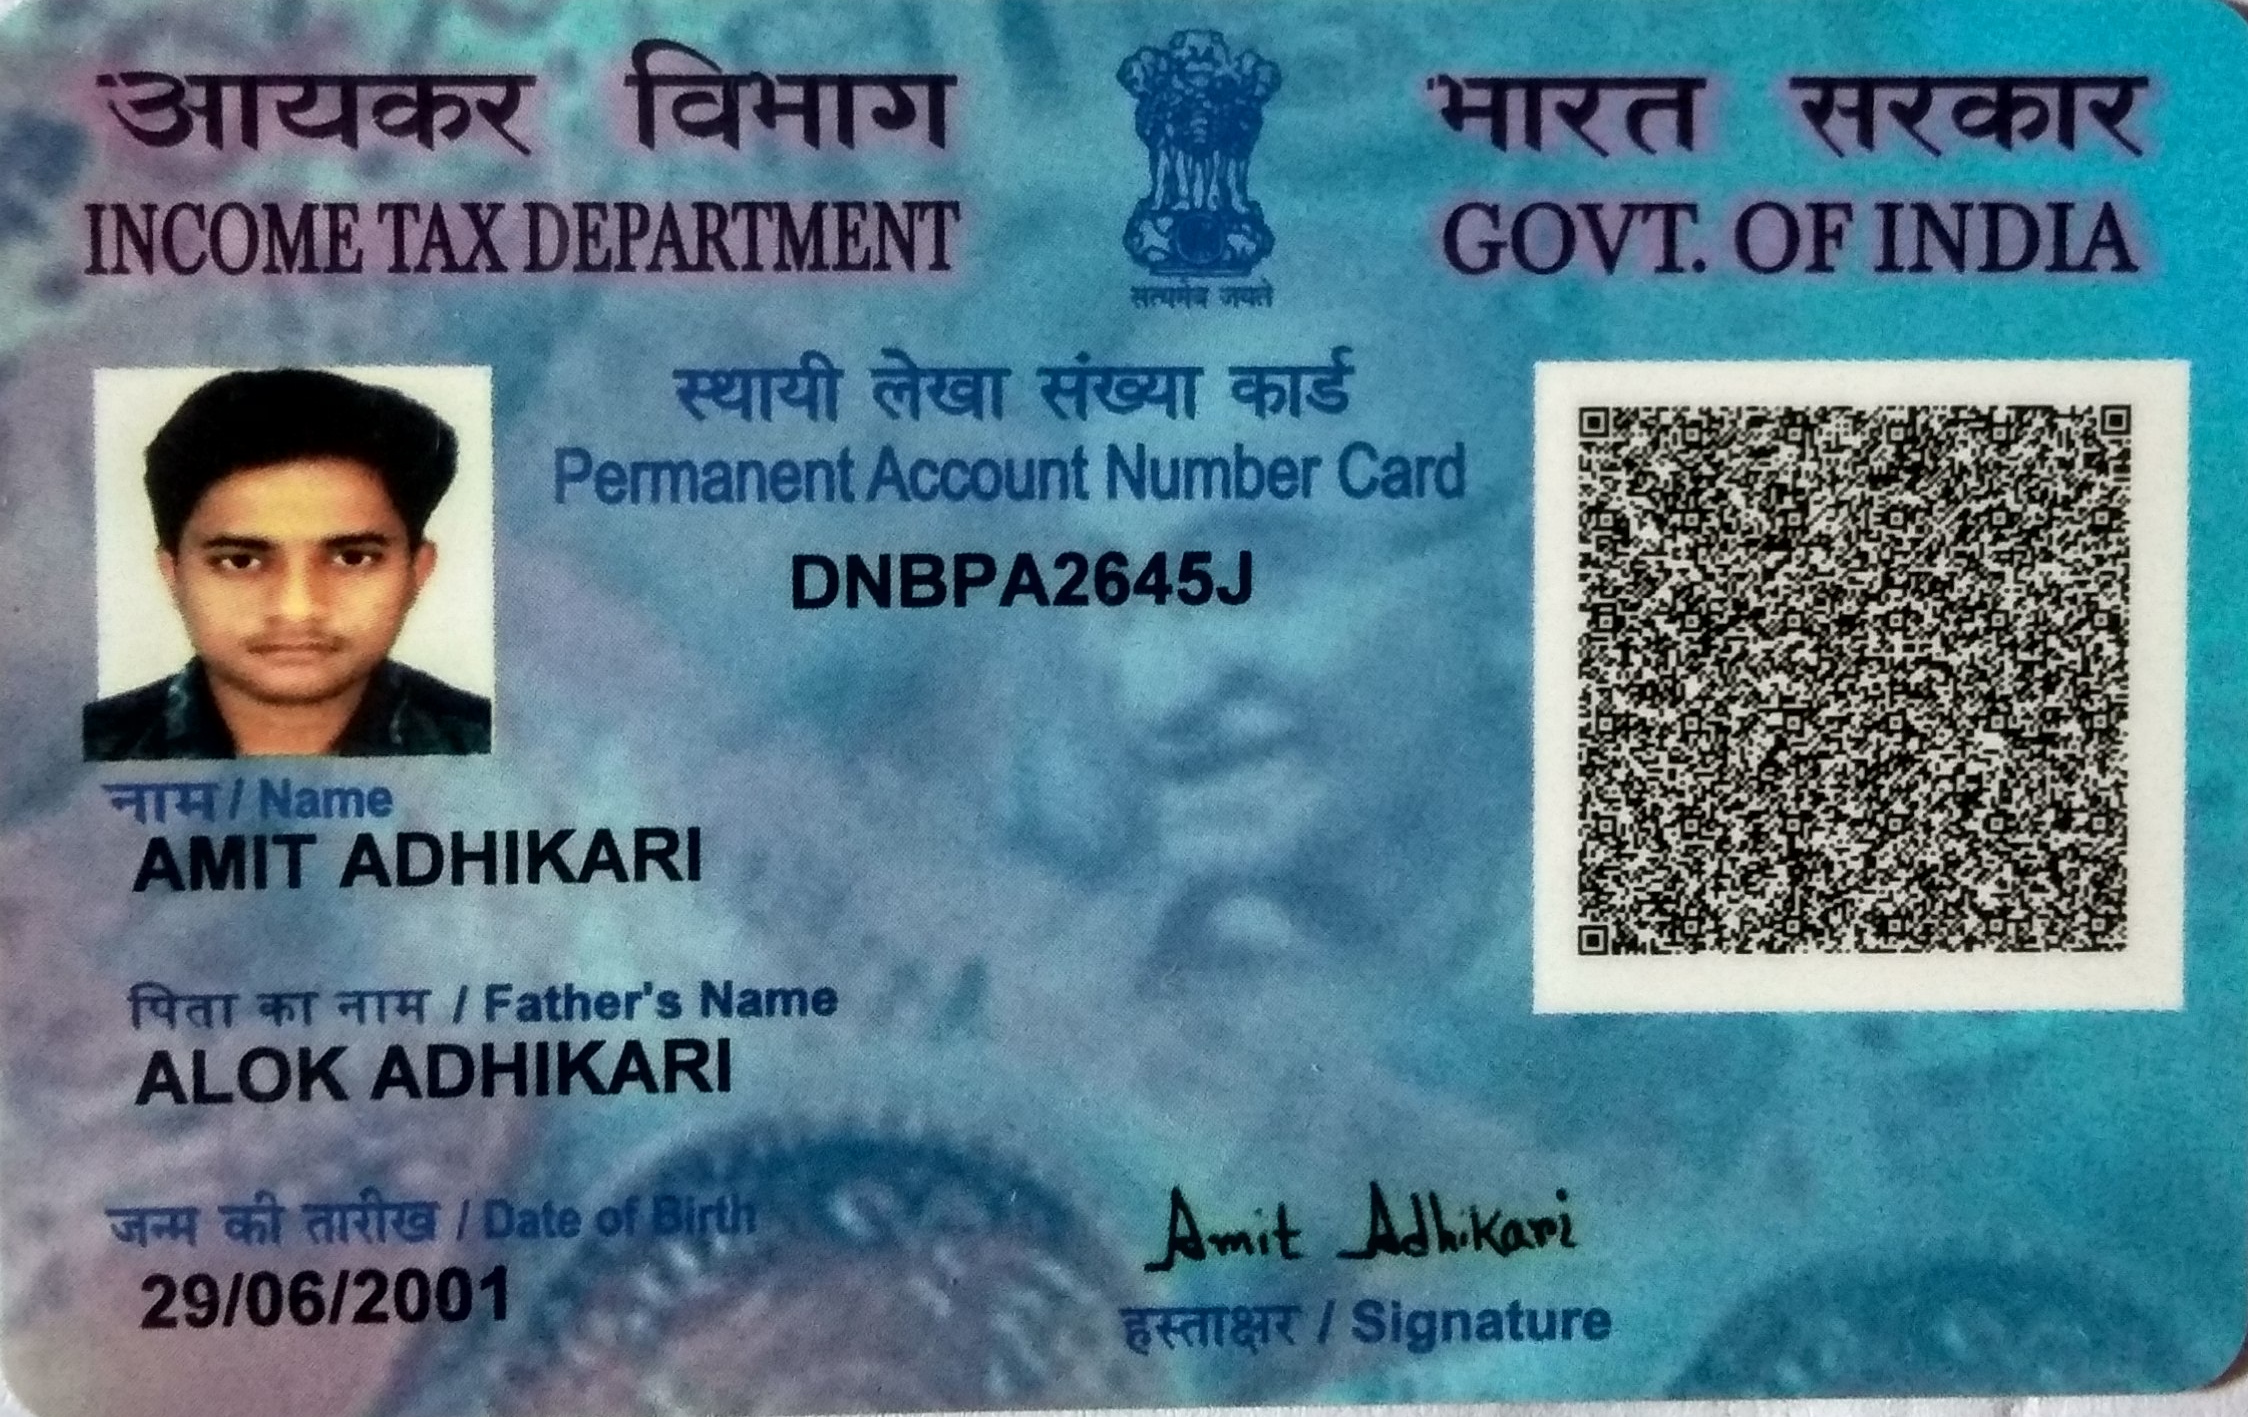 आयकर विभाग
INCOME TAX DEPARTMENT
भारत सरकार
GOVT. OF INDIA
सत्यमेव जयते
स्थायी लेखा संख्या कार्ड
Permanent Account Number Card
DNBPA2645J
नाम / Name
AMIT ADHIKARI
पिता का नाम / Father's Name
ALOK ADHIKARI
जन्म की तारीख / Date of Birth
29/06/2001
Amit Adhikari
हस्ताक्षर / Signature